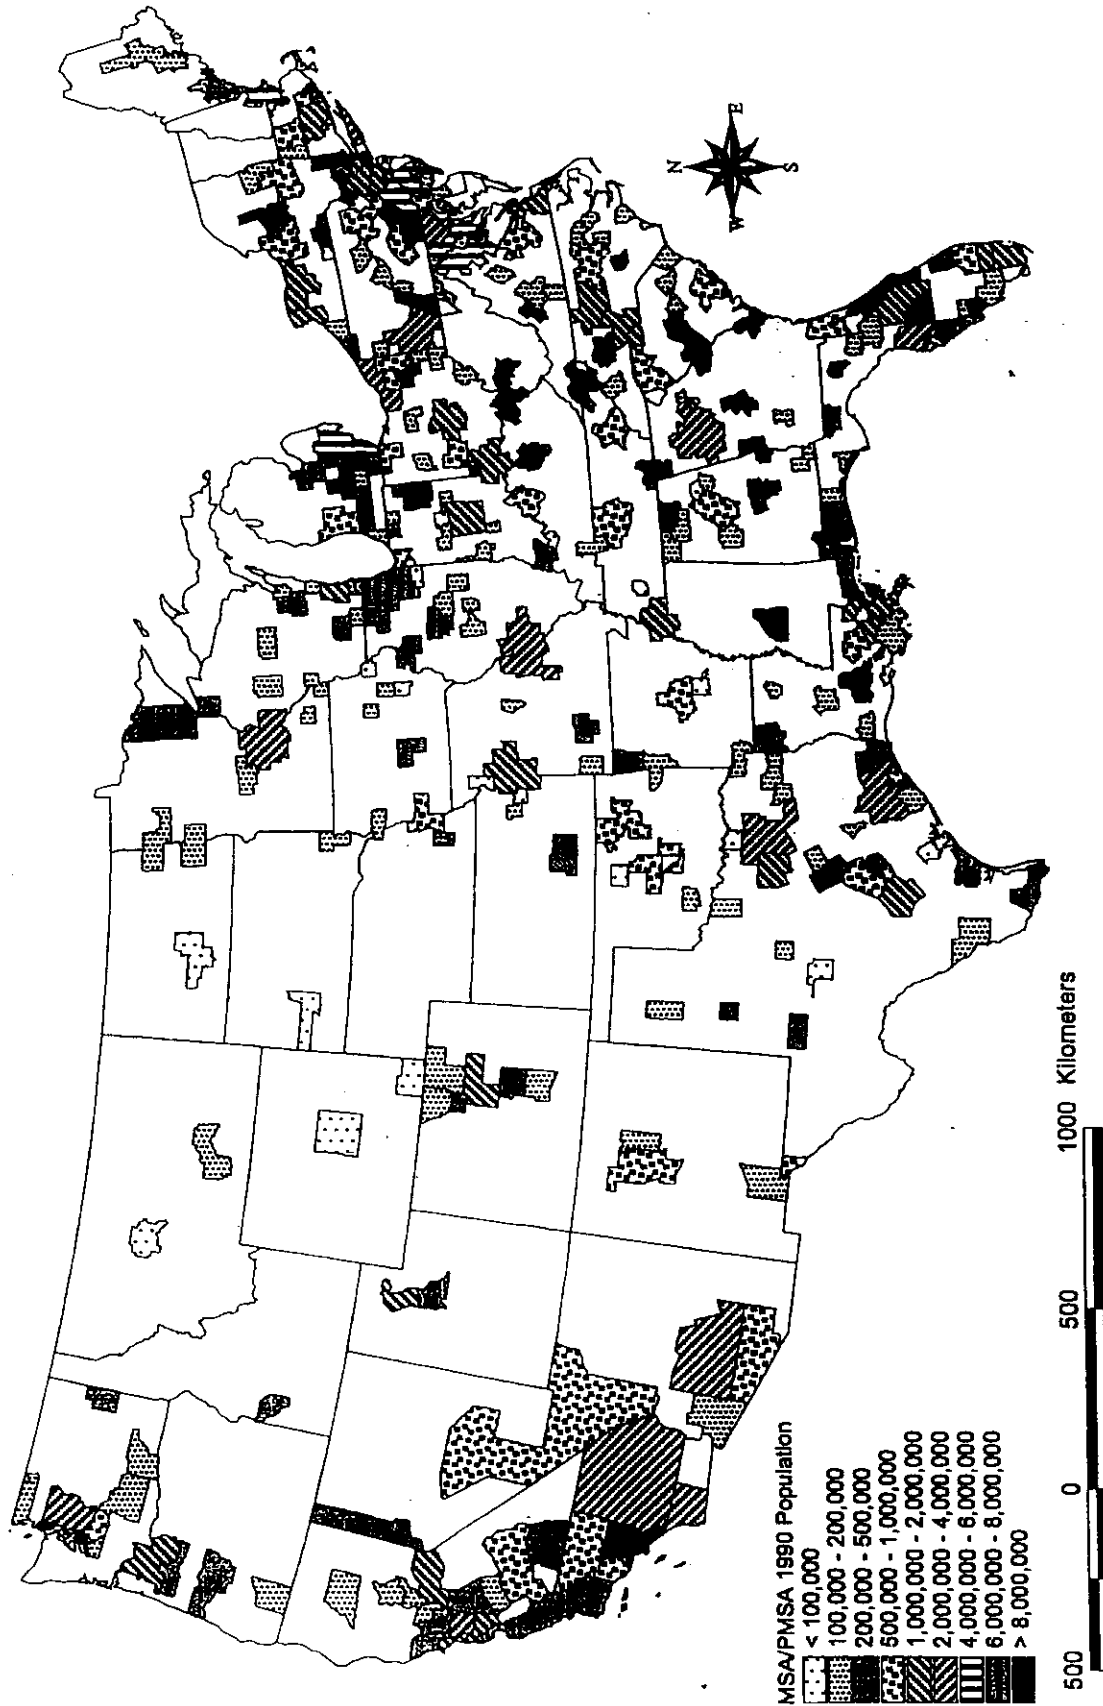 N
W E
S
MSA/PMSA 1990 Population
< 100,000
100,000 - 200,000
200,000 - 500,000
500,000 - 1,000,000
1,000,000 - 2,000,000
2,000,000 - 4,000,000
4,000,000 - 6,000,000
6,000,000 - 8,000,000
> 8,000,000
500 0 500 1000 Kilometers